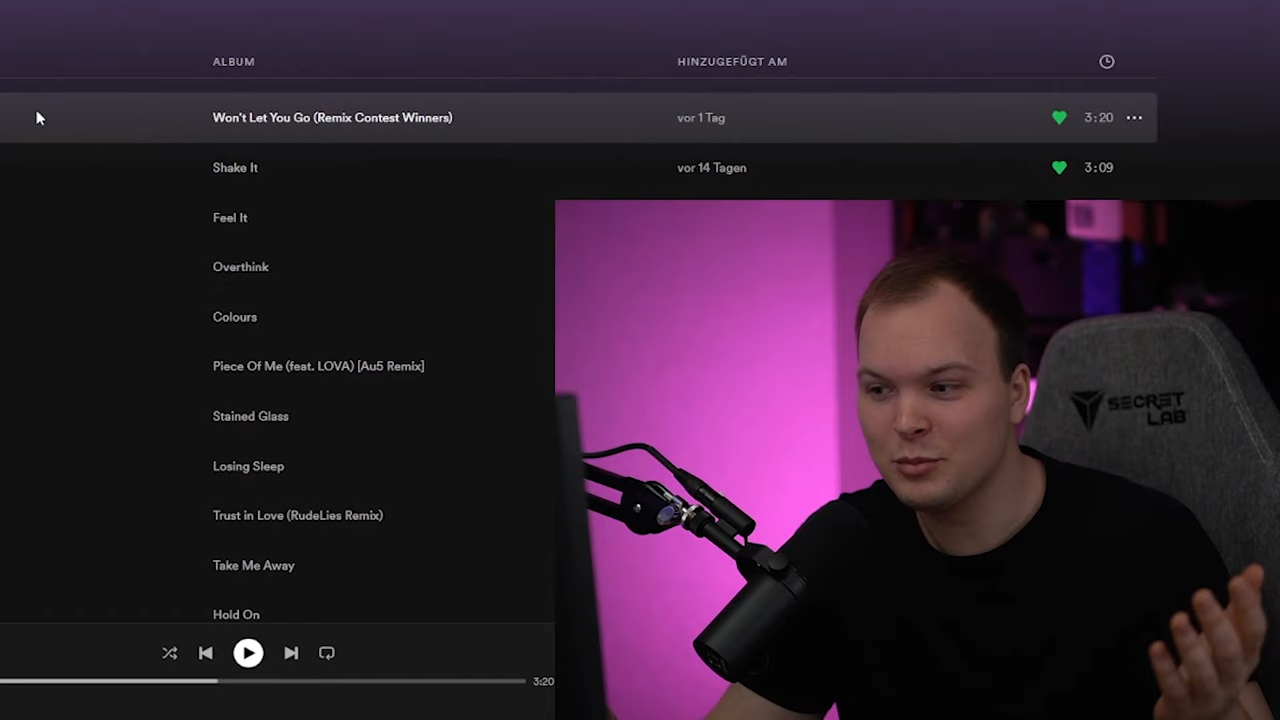 ALBUM
HINZUGEFÜGT AM
Won't Let You Go (Remix Contest Winners)
vor 1 Tag
3:20
Shake It
vor 14 Tagen
3:09
Feel It
Overthink
Colours
Piece Of Me (feat. LOVA) [Au5 Remix]
Stained Glass
Losing Sleep
Trust in Love (RudeLies Remix)
Take Me Away
Hold On
3:20
SECRET
LAB